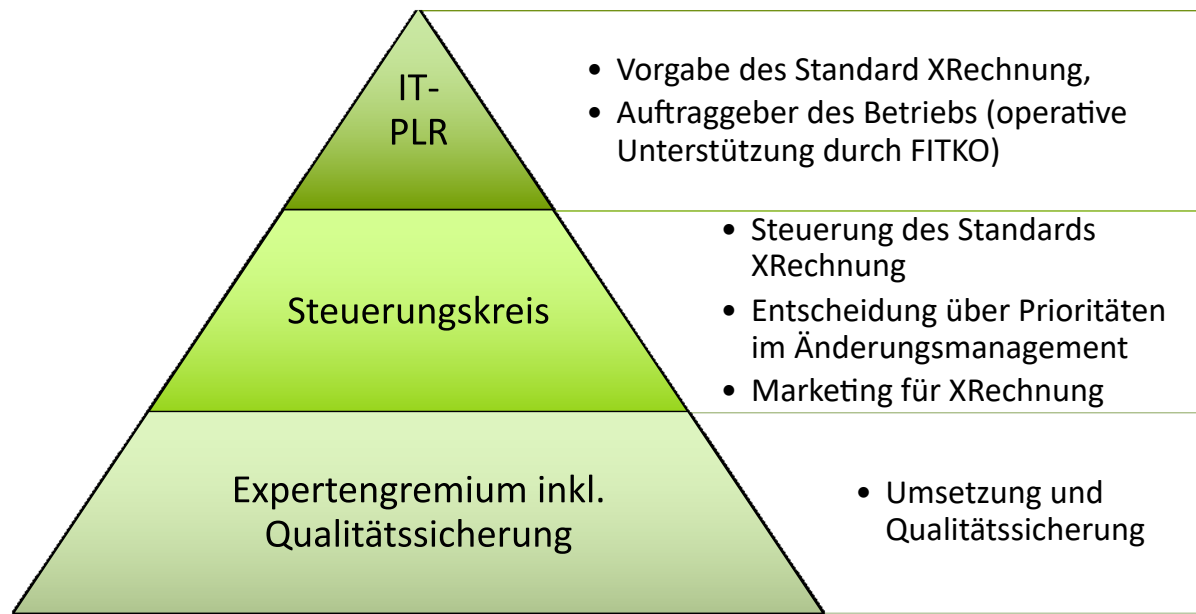 IT-
PLR
• Vorgabe des Standard XRechnung,
• Auftraggeber des Betriebs (operative
Unterstützung durch FITKO)
Steuerungskreis
• Steuerung des Standards
XRechnung
• Entscheidung über Prioritäten
im Änderungsmanagement
• Marketing für XRechnung
Expertengremium inkl.
Qualitätssicherung
• Umsetzung und
Qualitätssicherung